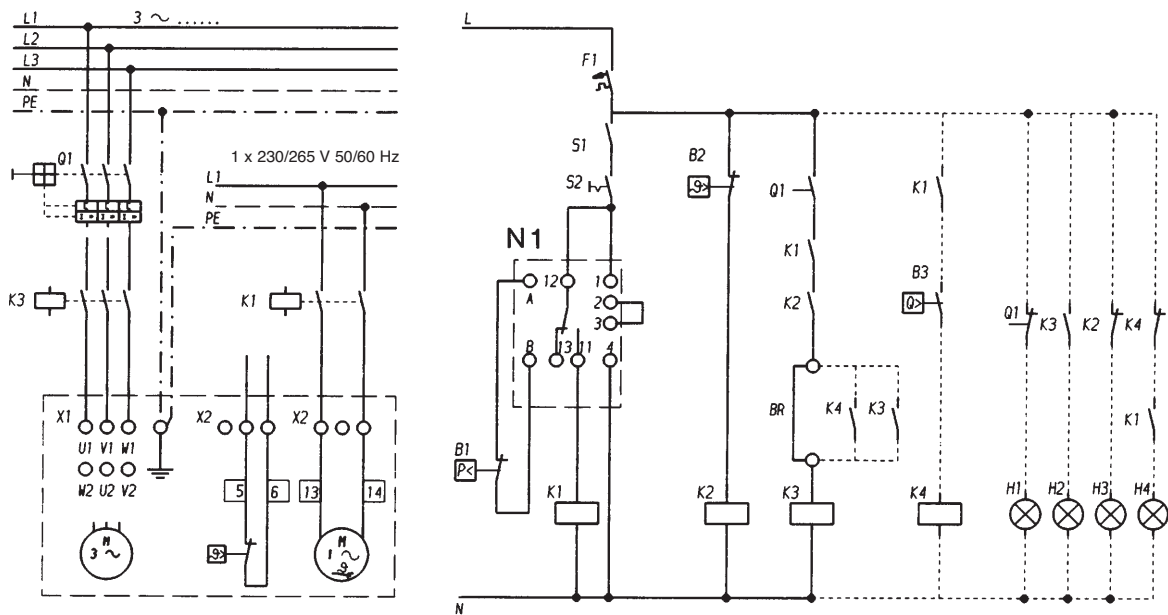 L1 3 ~ ......
L2
L3
N
PE
Q1
1 x 230/265 V 50/60 Hz
L1
N
PE
K3
K1
X1
X2
X2
U1 V1 W1
W2 U2 V2
5 6 13 14
M
3 ~
ϑ>
M
1 ~
ϑ
L
F1
S1
S2
N1
A 12 1
2
3
B 13 11 4
B1
P<
K1
B2
ϑ>
K2
Q1
K1
K2
BR
K4 K3
K3
K1
B3
Q>
K4
Q1 K3 K2 K4
K1
H1 H2 H3 H4
N